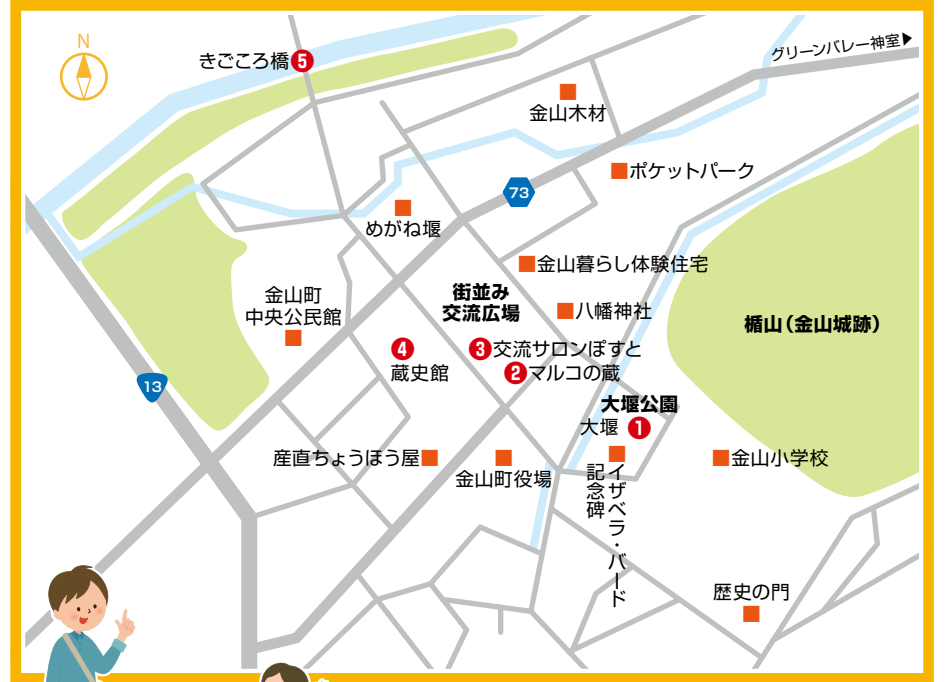 N
きごころ橋 5
グリーンバレー神室▶
金山木材
ポケットパーク
73
めがね堰
金山暮らし体験住宅
街並み
交流広場
金山町
中央公民館
八幡神社
楯山(金山城跡)
4
蔵史館
3 交流サロンぽすと
2 マルコの蔵
13
大堰公園
大堰 1
産直ちょうほう屋
金山町役場
イザベラ・バード
記念碑
金山小学校
歴史の門